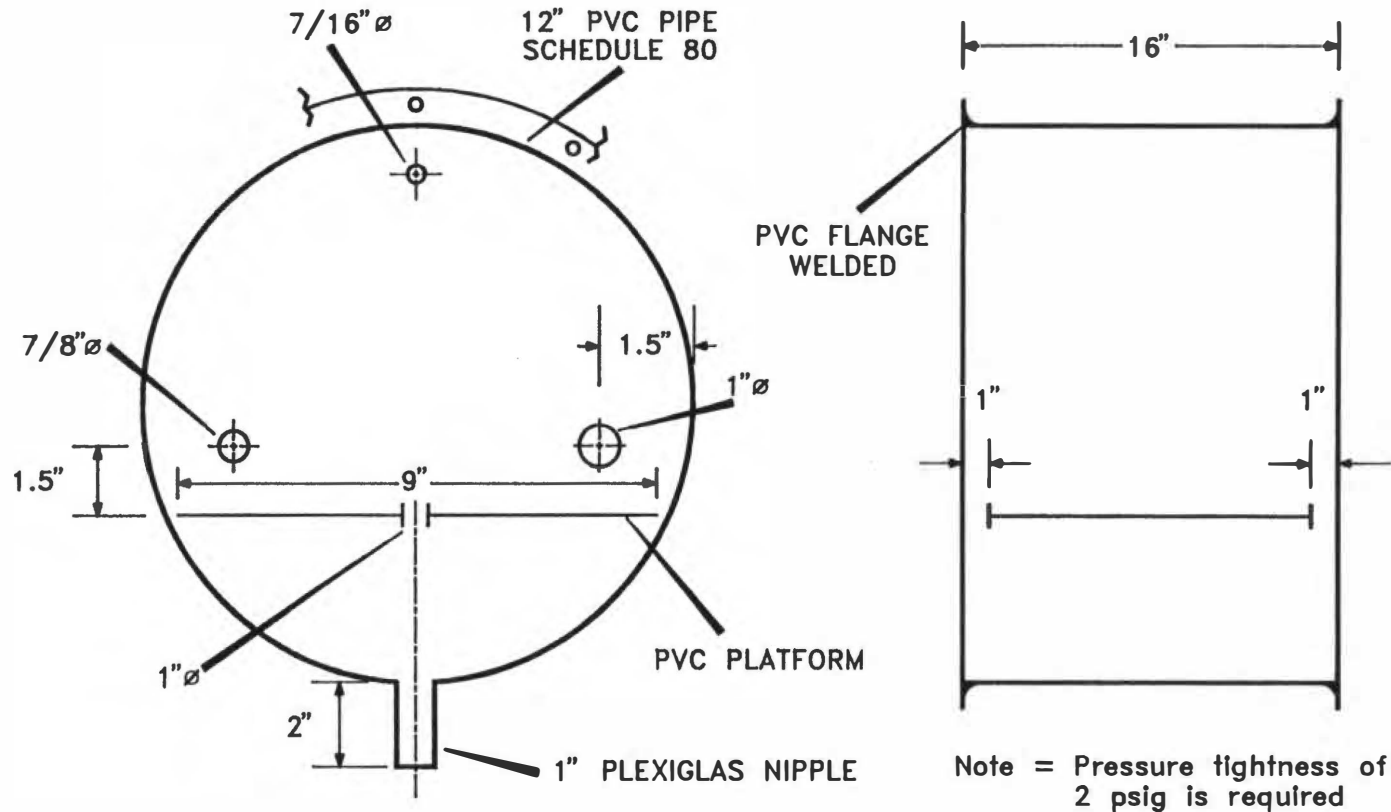 7/16"ø
12" PVC PIPE
SCHEDULE 80
16"
PVC FLANGE
WELDED
7/8"ø
1.5"
1"ø
1"
1"
1.5"
9"
1"ø
PVC PLATFORM
2"
1" PLEXIGLAS NIPPLE
Note = Pressure tightness of
2 psig is required